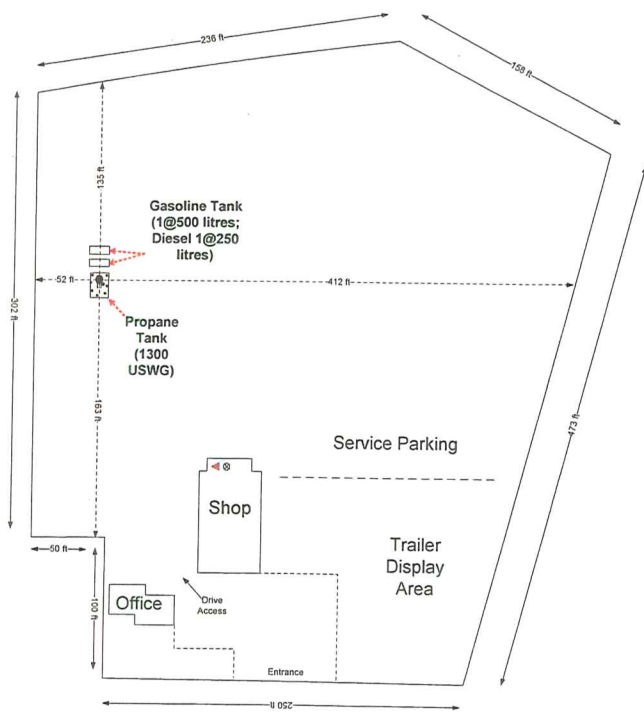 236 ft
158 ft
135 ft
Gasoline Tank
(1@500 litres;
Diesel 1@250
litres)
52 ft
412 ft
302 ft
Propane
Tank
(1300
USWG)
163 ft
473 ft
Service Parking
Shop
Trailer
Display
Area
50 ft
100 ft
Office
Drive
Access
Entrance
250 ft